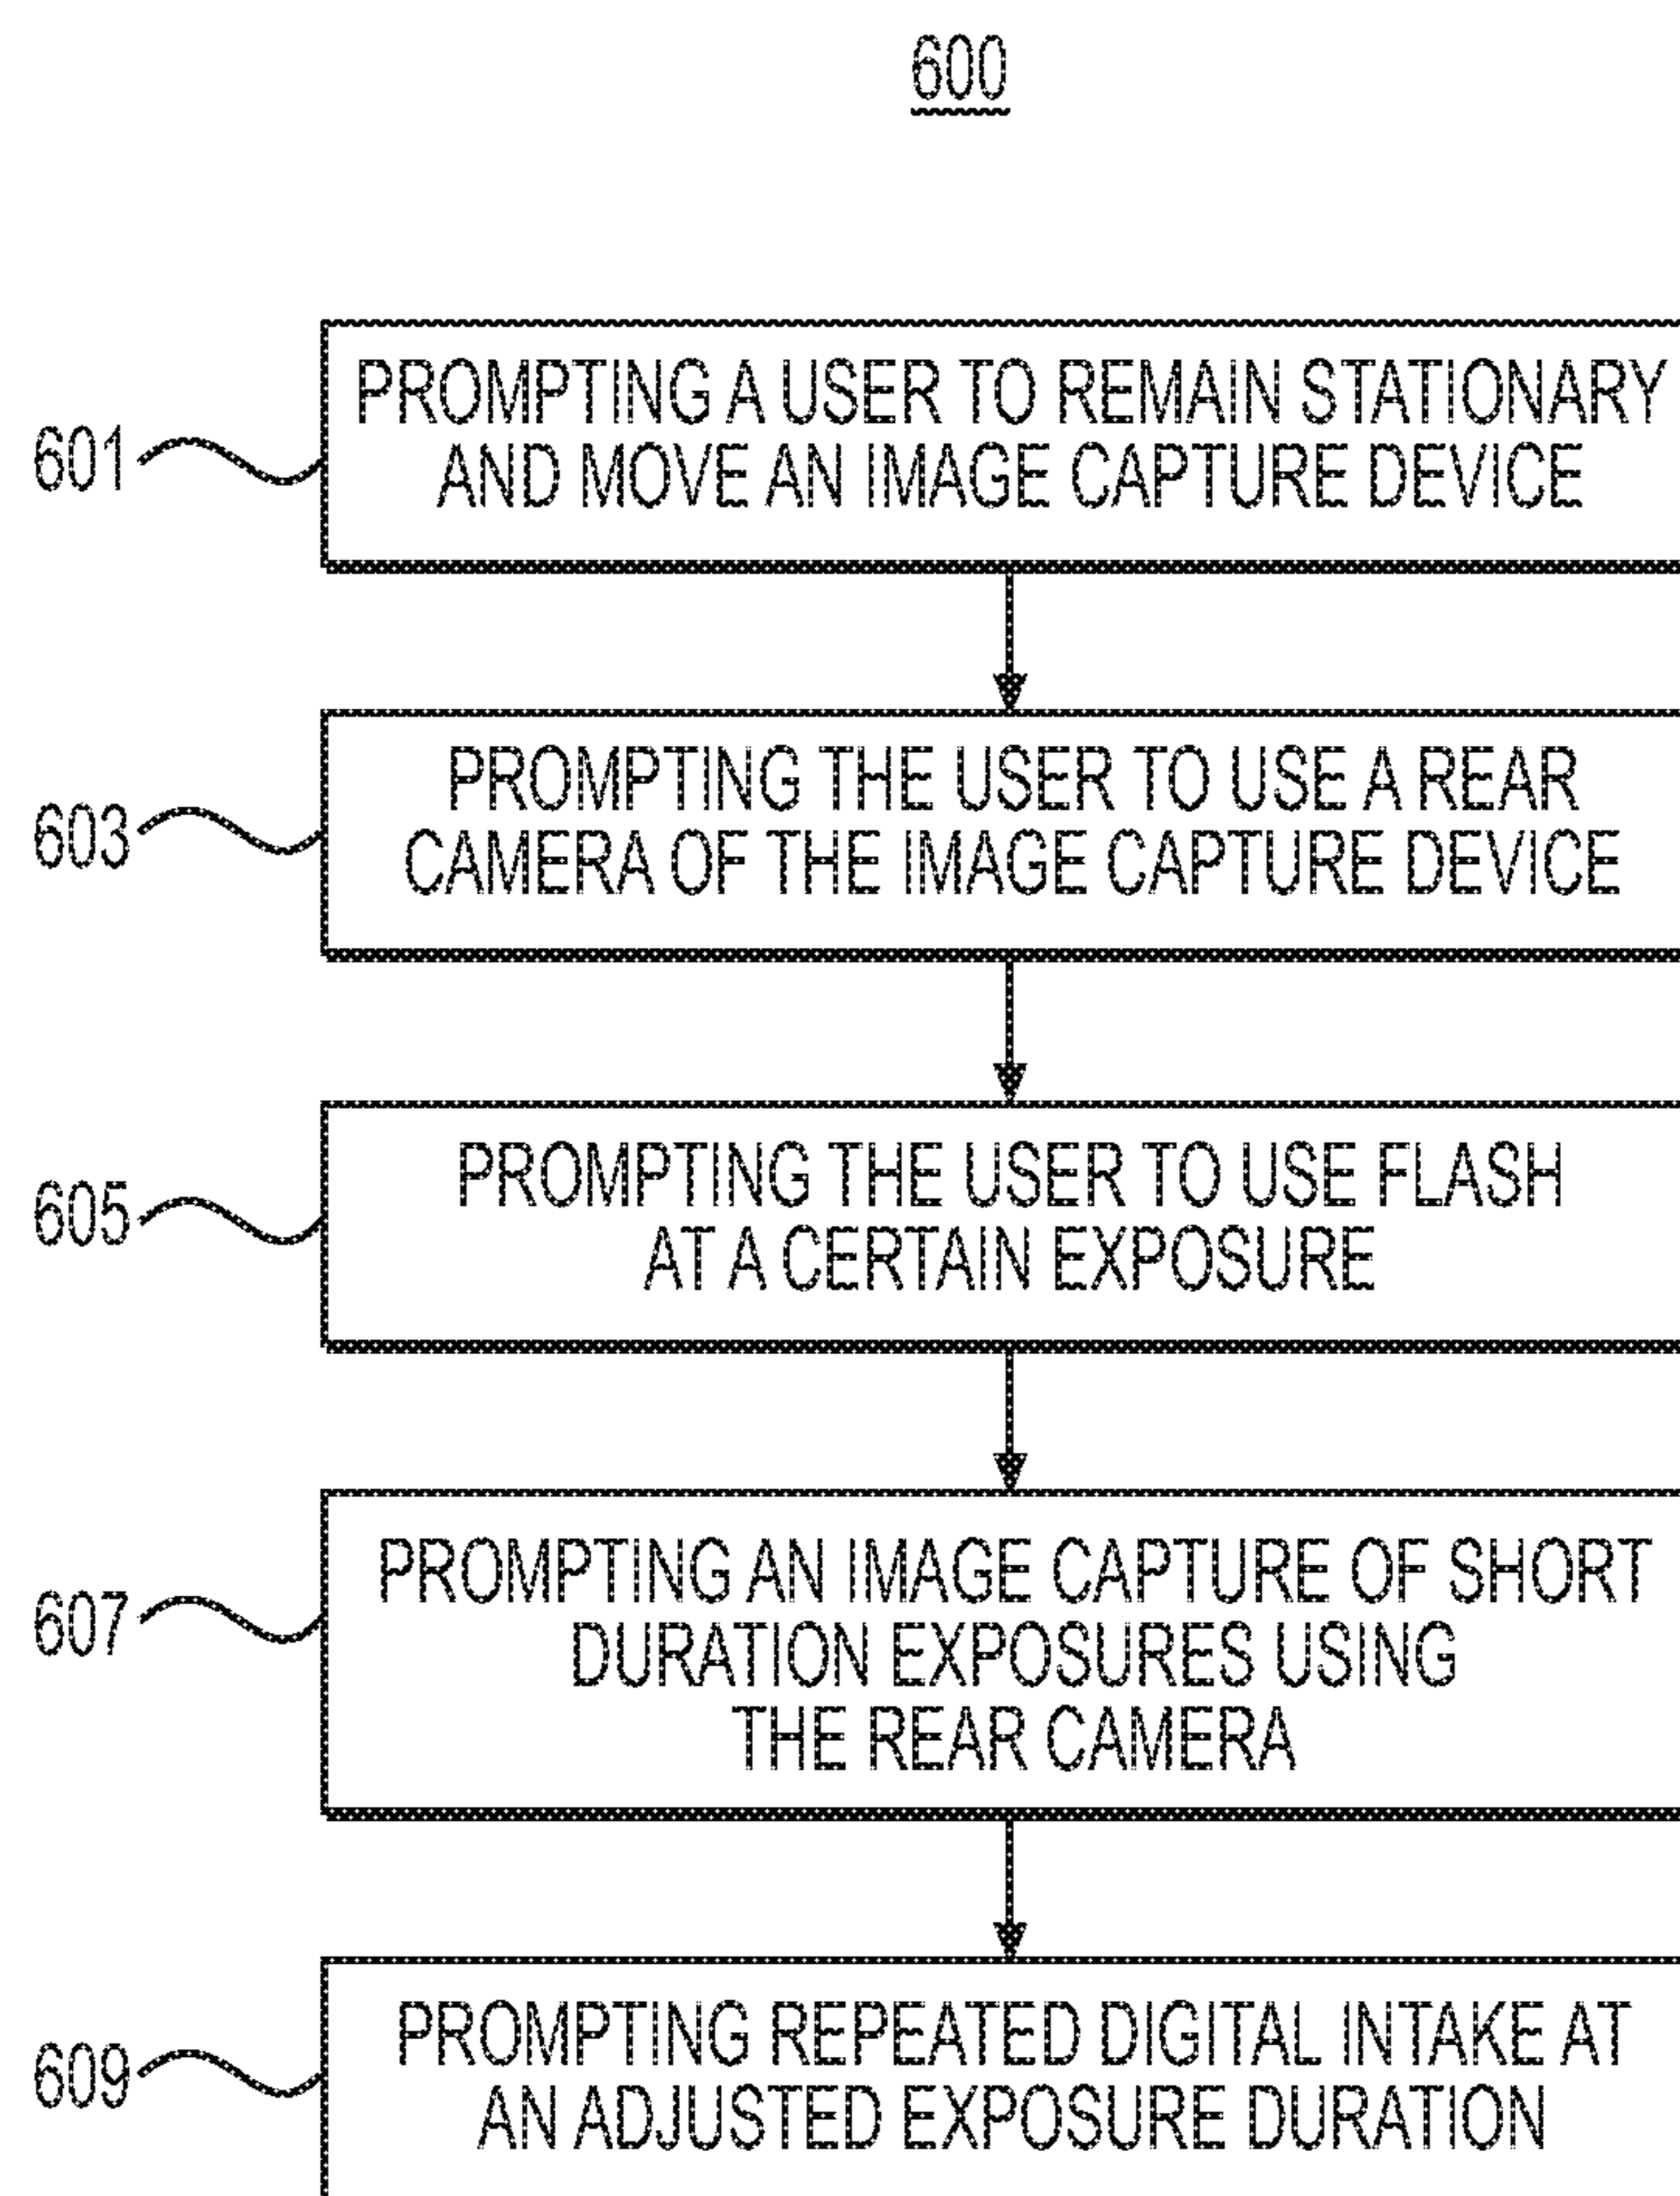 600
601
PROMPTING A USER TO REMAIN STATIONARY
AND MOVE AN IMAGE CAPTURE DEVICE
603
PROMPTING THE USER TO USE A REAR
CAMERA OF THE IMAGE CAPTURE DEVICE
605
PROMPTING THE USER TO USE FLASH
AT A CERTAIN EXPOSURE
607
PROMPTING AN IMAGE CAPTURE OF SHORT
DURATION EXPOSURES USING
THE REAR CAMERA
609
PROMPTING REPEATED DIGITAL INTAKE AT
AN ADJUSTED EXPOSURE DURATION